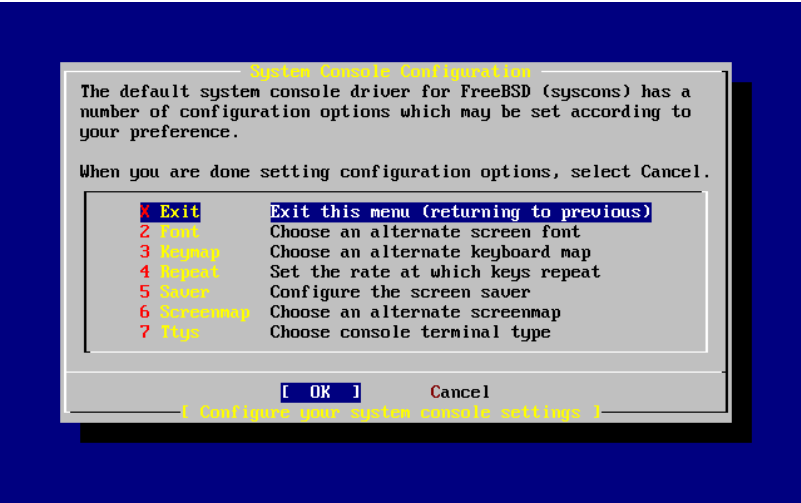 System Console Configuration
The default system console driver for FreeBSD (syscons) has a
number of configuration options which may be set according to
your preference.
When you are done setting configuration options, select Cancel.
X Exit Exit this menu (returning to previous)
2 Font Choose an alternate screen font
3 Keymap Choose an alternate keyboard map
4 Repeat Set the rate at which keys repeat
5 Saver Configure the screen saver
6 Screenmap Choose an alternate screenmap
7 Ttys Choose console terminal type
[ OK ] Cancel
[ Configure your system console settings ]